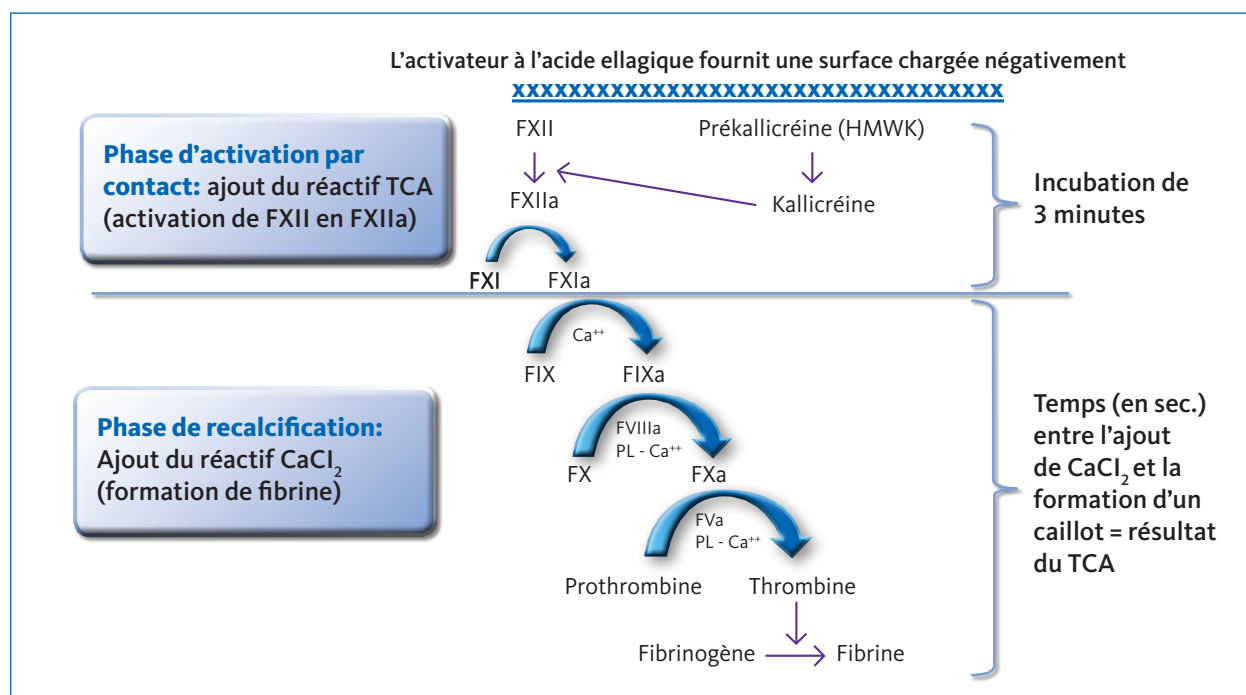 L’activateur à l’acide ellagique fournit une surface chargée négativement
xxxxxxxxxxxxxxxxxxxxxxxxxxxxxxxxxxx
Phase d’activation par
contact: ajout du réactif TCA
(activation de FXII en FXIIa)
FXII
Prékallicréine (HMWK)
FXIIa
Kallicréine
FXI
FXIa
Incubation de
3 minutes
Phase de recalcification:
Ajout du réactif CaCl₂
(formation de fibrine)
Ca⁺⁺
FIX
FIXa
FVIIIa
PL - Ca⁺⁺
FX
FXa
FVa
PL - Ca⁺⁺
Prothrombine
Thrombine
Fibrinogène
Fibrine
Temps (en sec.)
entre l’ajout
de CaCl₂ et la
formation d’un
caillot = résultat
du TCA